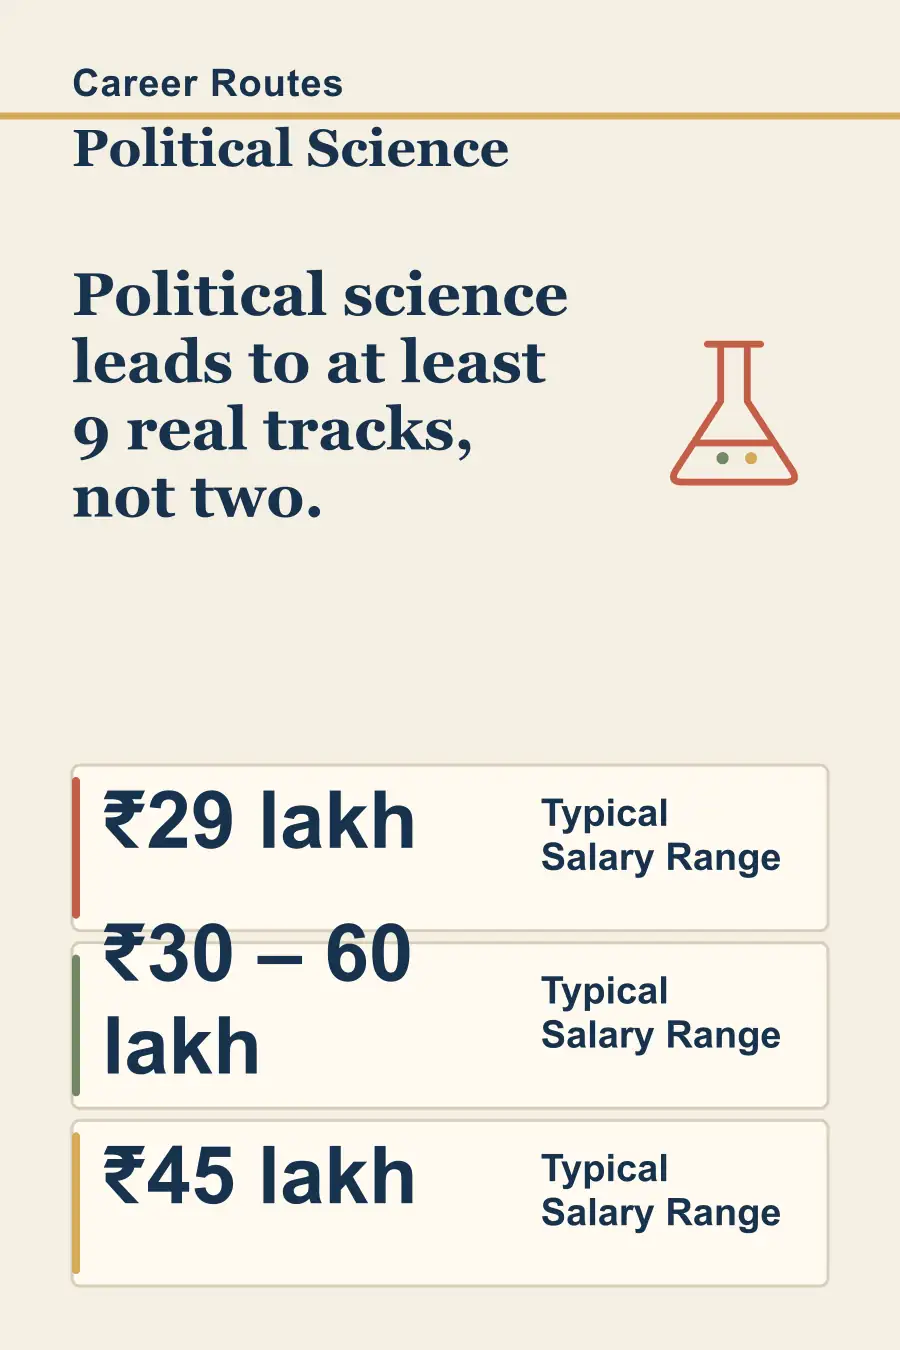 Career Routes
Political Science
Political science
leads to at least
9 real tracks,
not two.
₹29 lakh
Typical
Salary Range
₹30 – 60
lakh
Typical
Salary Range
₹45 lakh
Typical
Salary Range